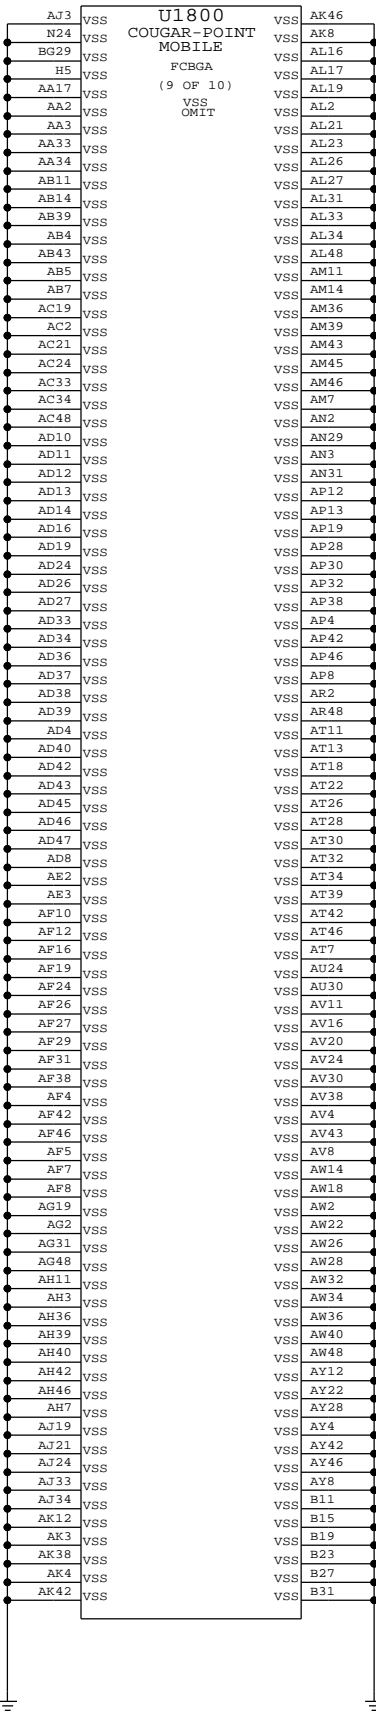 U1800
COUGAR-POINT
MOBILE
FCBGA
(9 OF 10)
VSS
OMIT
AJ3 VSS VSS AK46
N24 VSS VSS AK8
BG29 VSS VSS AL16
H5 VSS VSS AL17
AA17 VSS VSS AL19
AA2 VSS VSS AL2
AA3 VSS VSS AL21
AA33 VSS VSS AL23
AA34 VSS VSS AL26
AB11 VSS VSS AL27
AB14 VSS VSS AL31
AB39 VSS VSS AL33
AB4 VSS VSS AL34
AB43 VSS VSS AL48
AB5 VSS VSS AM11
AB7 VSS VSS AM14
AC19 VSS VSS AM36
AC2 VSS VSS AM39
AC21 VSS VSS AM43
AC24 VSS VSS AM45
AC33 VSS VSS AM46
AC34 VSS VSS AM7
AC48 VSS VSS AN2
AD10 VSS VSS AN29
AD11 VSS VSS AN3
AD12 VSS VSS AN31
AD13 VSS VSS AP12
AD14 VSS VSS AP13
AD16 VSS VSS AP19
AD19 VSS VSS AP28
AD24 VSS VSS AP30
AD26 VSS VSS AP32
AD27 VSS VSS AP38
AD33 VSS VSS AP4
AD34 VSS VSS AP42
AD36 VSS VSS AP46
AD37 VSS VSS AP8
AD38 VSS VSS AR2
AD39 VSS VSS AR48
AD4 VSS VSS AT11
AD40 VSS VSS AT13
AD42 VSS VSS AT18
AD43 VSS VSS AT22
AD45 VSS VSS AT26
AD46 VSS VSS AT28
AD47 VSS VSS AT30
AD8 VSS VSS AT32
AE2 VSS VSS AT34
AE3 VSS VSS AT39
AF10 VSS VSS AT42
AF12 VSS VSS AT46
AF16 VSS VSS AT7
AF19 VSS VSS AU24
AF24 VSS VSS AU30
AF26 VSS VSS AV11
AF27 VSS VSS AV16
AF29 VSS VSS AV20
AF31 VSS VSS AV24
AF38 VSS VSS AV30
AF4 VSS VSS AV38
AF42 VSS VSS AV4
AF46 VSS VSS AV43
AF5 VSS VSS AV8
AF7 VSS VSS AW14
AF8 VSS VSS AW18
AG19 VSS VSS AW2
AG2 VSS VSS AW22
AG31 VSS VSS AW26
AG48 VSS VSS AW28
AH11 VSS VSS AW32
AH3 VSS VSS AW34
AH36 VSS VSS AW36
AH39 VSS VSS AW40
AH40 VSS VSS AW48
AH42 VSS VSS AY12
AH46 VSS VSS AY22
AH7 VSS VSS AY28
AJ19 VSS VSS AY4
AJ21 VSS VSS AY42
AJ24 VSS VSS AY46
AJ33 VSS VSS AY8
AJ34 VSS VSS B11
AK12 VSS VSS B15
AK3 VSS VSS B19
AK38 VSS VSS B23
AK4 VSS VSS B27
AK42 VSS VSS B31